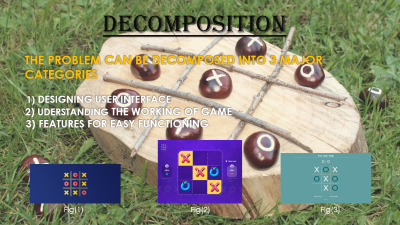 DECOMPOSITION
THE PROBLEM CAN BE DECOMPOSED INTO 3 MAJOR
CATEGORIES
1) DESIGNING USER INTERFACE
2) UDERSTANDING THE WORKING OF GAME
3) FEATURES FOR EASY FUNCTIONING
Fig(1)
Fig(2)
Fig(3)